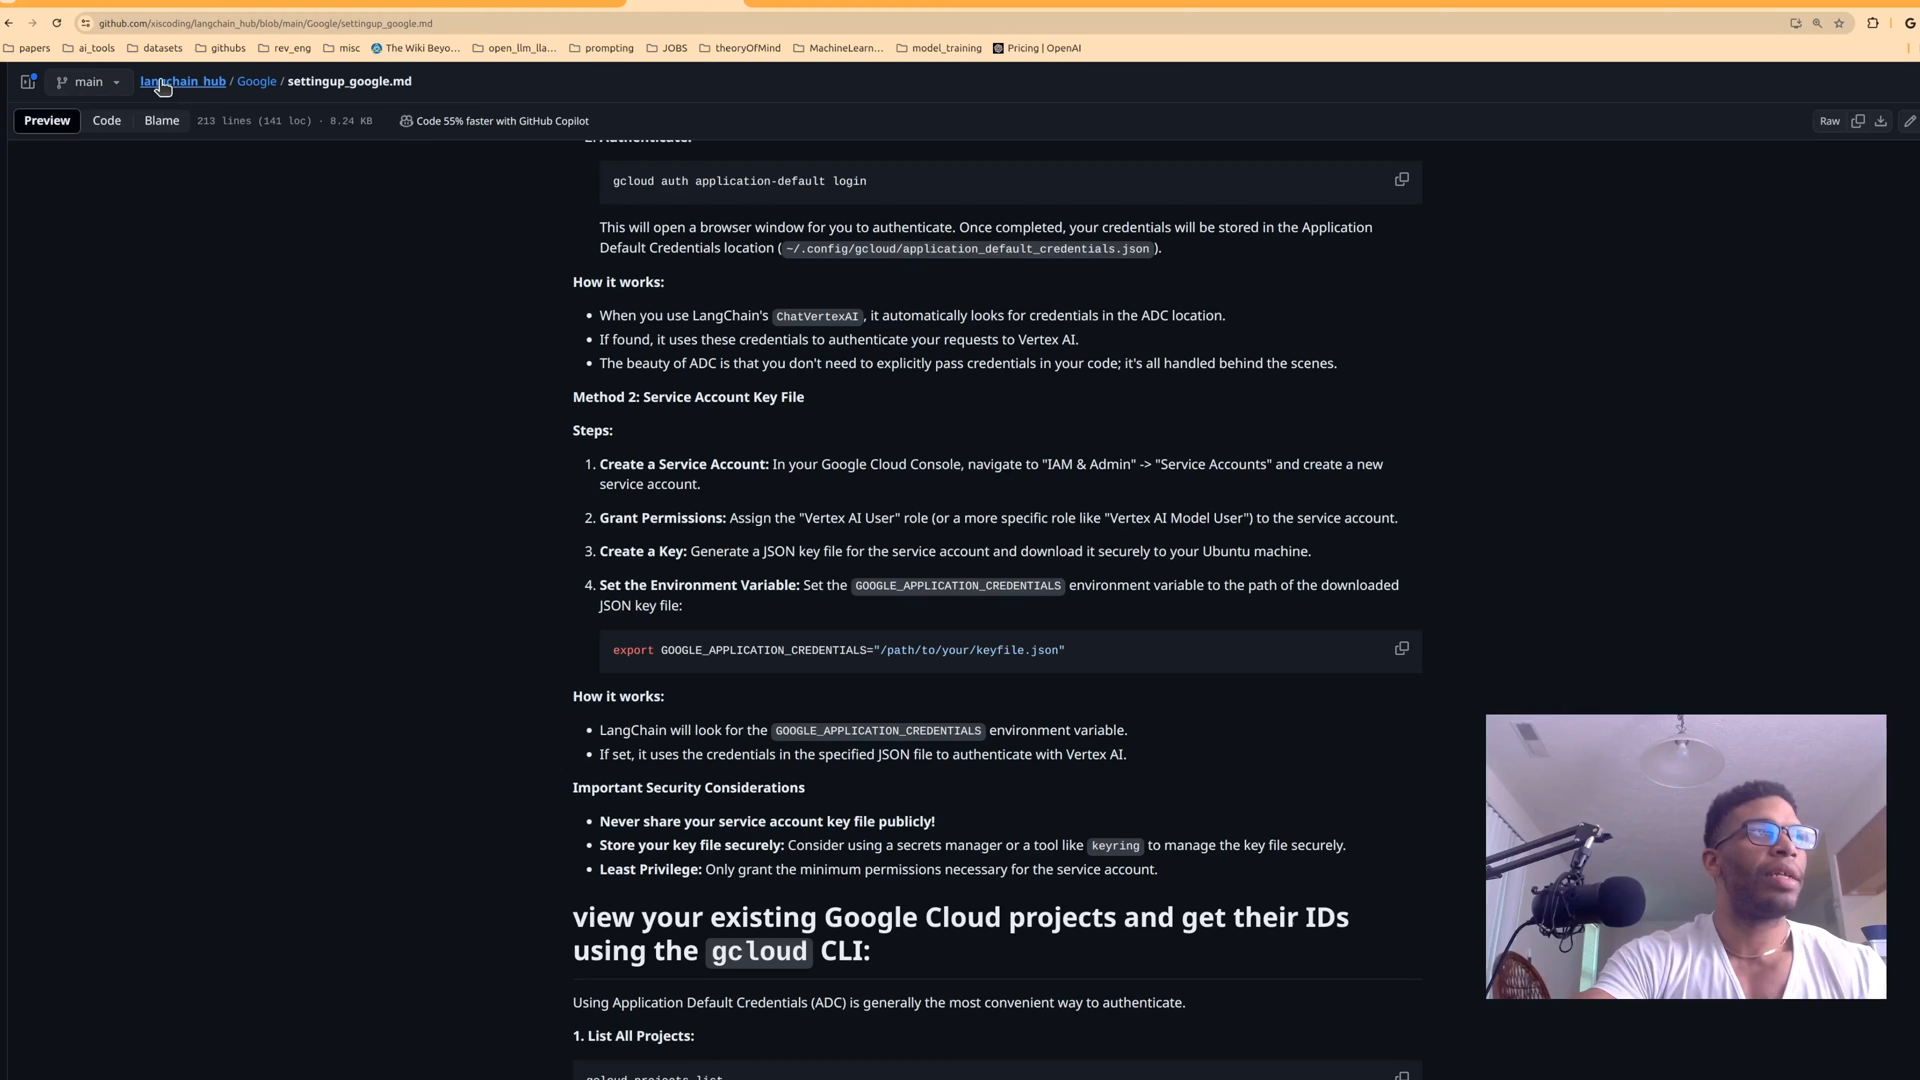 github.com/xiscoding/langchain_hub/blob/main/Google/settingup_google.md
papers ai_tools datasets githubs rev_eng misc The Wiki Beyo... open_llm_lla... prompting JOBS theoryOfMind MachineLearn... model_training Pricing | OpenAI
main langchain_hub / Google / settingup_google.md
Preview Code Blame 213 lines (141 loc) · 8.24 KB Code 55% faster with GitHub Copilot Raw
2. Authenticate:
gcloud auth application-default login
This will open a browser window for you to authenticate. Once completed, your credentials will be stored in the Application
Default Credentials location ( ~/.config/gcloud/application_default_credentials.json ).
How it works:
• When you use LangChain's ChatVertexAI , it automatically looks for credentials in the ADC location.
• If found, it uses these credentials to authenticate your requests to Vertex AI.
• The beauty of ADC is that you don't need to explicitly pass credentials in your code; it's all handled behind the scenes.
Method 2: Service Account Key File
Steps:
1. Create a Service Account: In your Google Cloud Console, navigate to "IAM & Admin" -> "Service Accounts" and create a new
service account.
2. Grant Permissions: Assign the "Vertex AI User" role (or a more specific role like "Vertex AI Model User") to the service account.
3. Create a Key: Generate a JSON key file for the service account and download it securely to your Ubuntu machine.
4. Set the Environment Variable: Set the GOOGLE_APPLICATION_CREDENTIALS environment variable to the path of the downloaded
JSON key file:
export GOOGLE_APPLICATION_CREDENTIALS="/path/to/your/keyfile.json"
How it works:
• LangChain will look for the GOOGLE_APPLICATION_CREDENTIALS environment variable.
• If set, it uses the credentials in the specified JSON file to authenticate with Vertex AI.
Important Security Considerations
• Never share your service account key file publicly!
• Store your key file securely: Consider using a secrets manager or a tool like keyring to manage the key file securely.
• Least Privilege: Only grant the minimum permissions necessary for the service account.
view your existing Google Cloud projects and get their IDs
using the gcloud CLI:
Using Application Default Credentials (ADC) is generally the most convenient way to authenticate.
1. List All Projects:
gcloud projects list